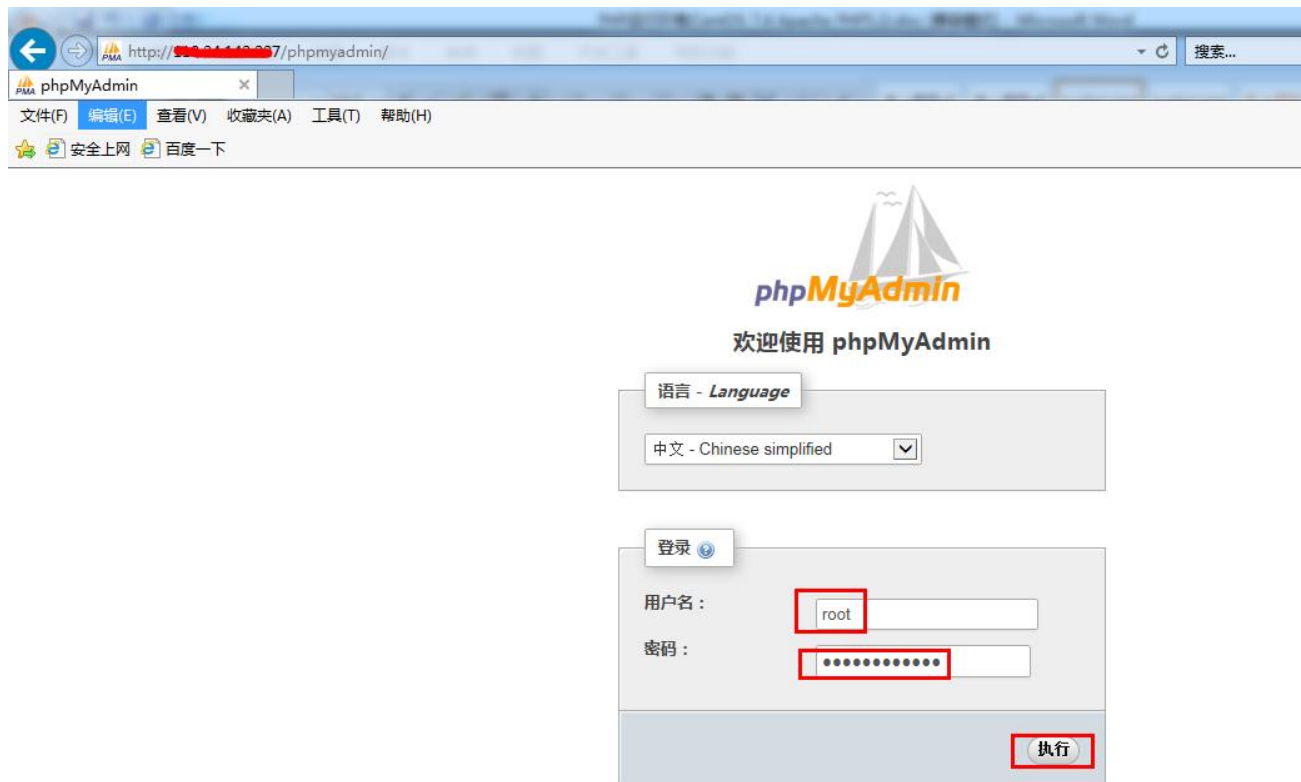 http://
7/phpmyadmin/
搜索...
phpMyAdmin
文件(F) 编辑(E) 查看(V) 收藏夹(A) 工具(T) 帮助(H)
安全上网 百度一下
phpMyAdmin
欢迎使用 phpMyAdmin
语言 - Language
中文 - Chinese simplified
登录
用户名：
root
密码：
执行